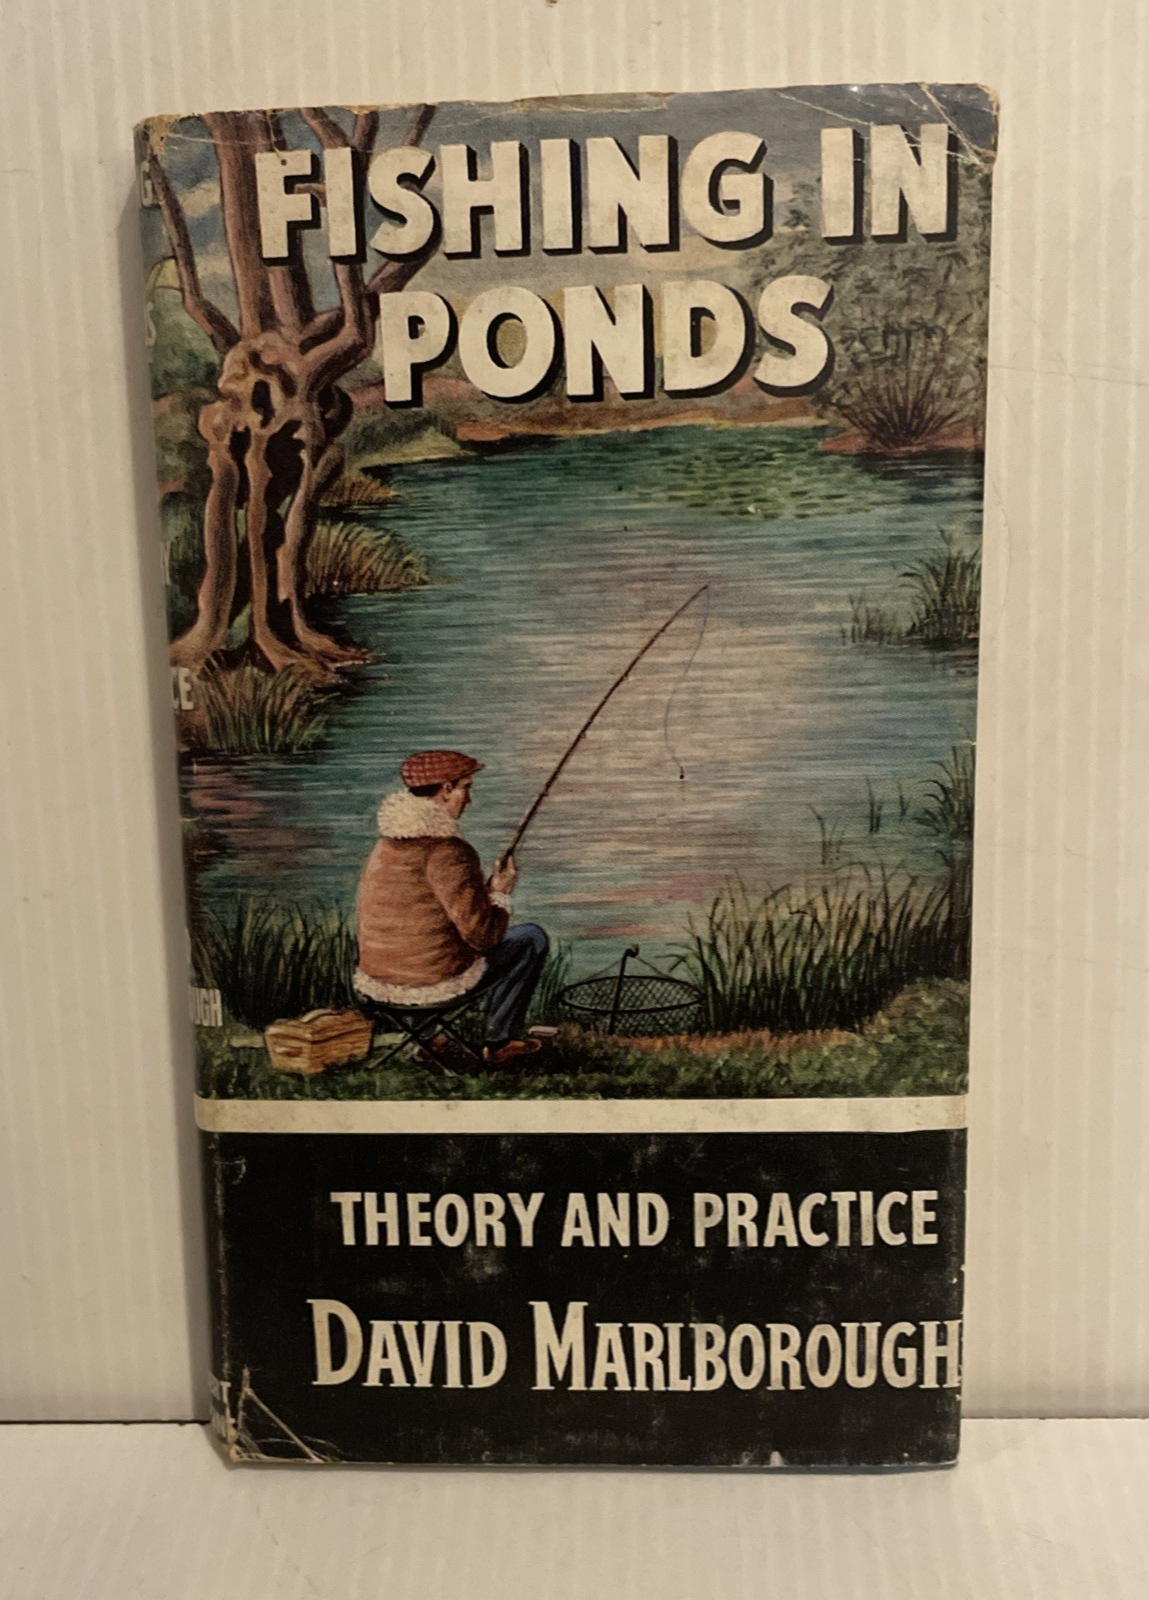 FISHING IN
PONDS
THEORY AND PRACTICE
DAVID MARLBOROUGH